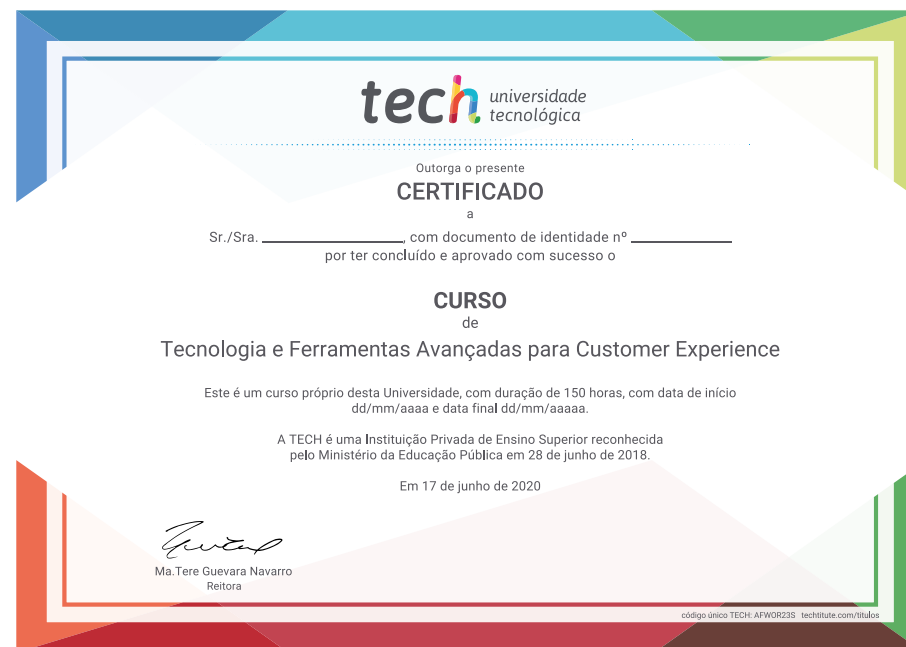 tech universidade
tecnológica
Outorga o presente
CERTIFICADO
a
Sr./Sra. ____________________, com documento de identidade nº ______________
por ter concluído e aprovado com sucesso o
CURSO
de
Tecnologia e Ferramentas Avançadas para Customer Experience
Este é um curso próprio desta Universidade, com duração de 150 horas, com data de início
dd/mm/aaaa e data final dd/mm/aaaaa.
A TECH é uma Instituição Privada de Ensino Superior reconhecida
pelo Ministério da Educação Pública em 28 de junho de 2018.
Em 17 de junho de 2020
Ma.Tere Guevara Navarro
Reitora
código único TECH: AFWOR23S techtitute.com/títulos